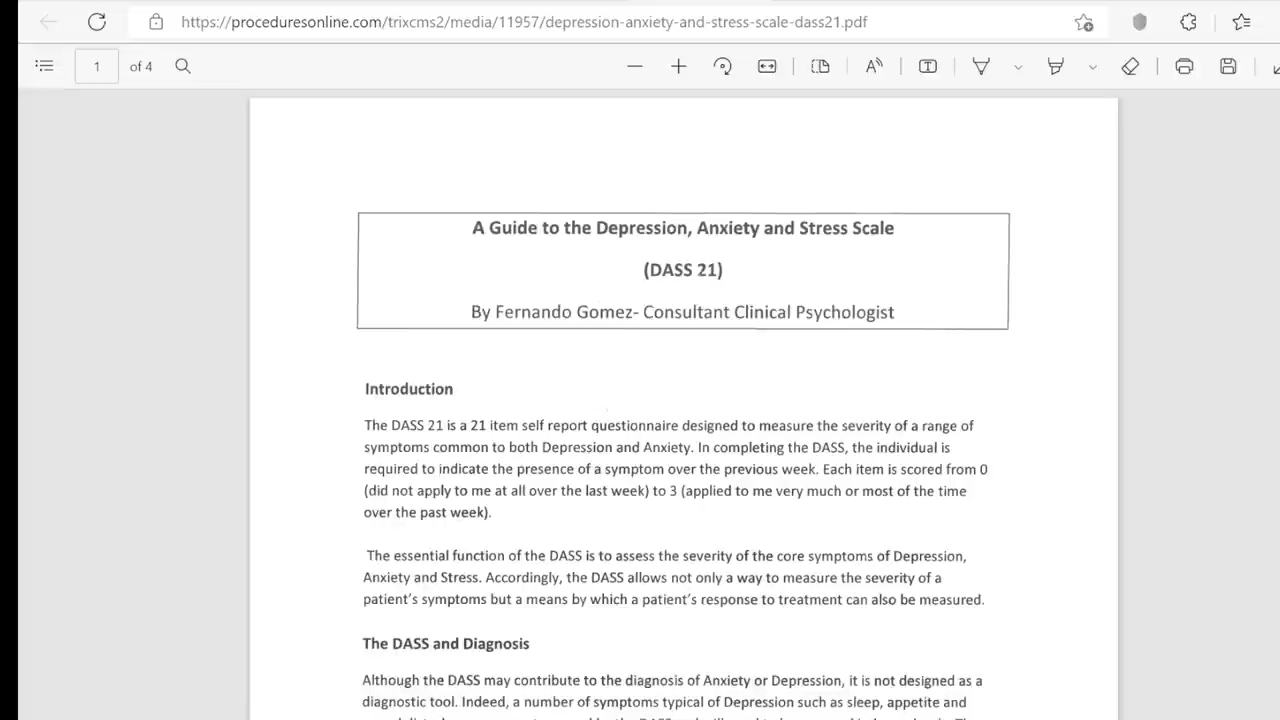 https://proceduresonline.com/trixcms2/media/11957/depression-anxiety-and-stress-scale-dass21.pdf
1 of 4
A Guide to the Depression, Anxiety and Stress Scale
(DASS 21)
By Fernando Gomez- Consultant Clinical Psychologist
Introduction
The DASS 21 is a 21 item self report questionnaire designed to measure the severity of a range of
symptoms common to both Depression and Anxiety. In completing the DASS, the individual is
required to indicate the presence of a symptom over the previous week. Each item is scored from 0
(did not apply to me at all over the last week) to 3 (applied to me very much or most of the time
over the past week).
The essential function of the DASS is to assess the severity of the core symptoms of Depression,
Anxiety and Stress. Accordingly, the DASS allows not only a way to measure the severity of a
patient's symptoms but a means by which a patient's response to treatment can also be measured.
The DASS and Diagnosis
Although the DASS may contribute to the diagnosis of Anxiety or Depression, it is not designed as a
diagnostic tool. Indeed, a number of symptoms typical of Depression such as sleep, appetite and